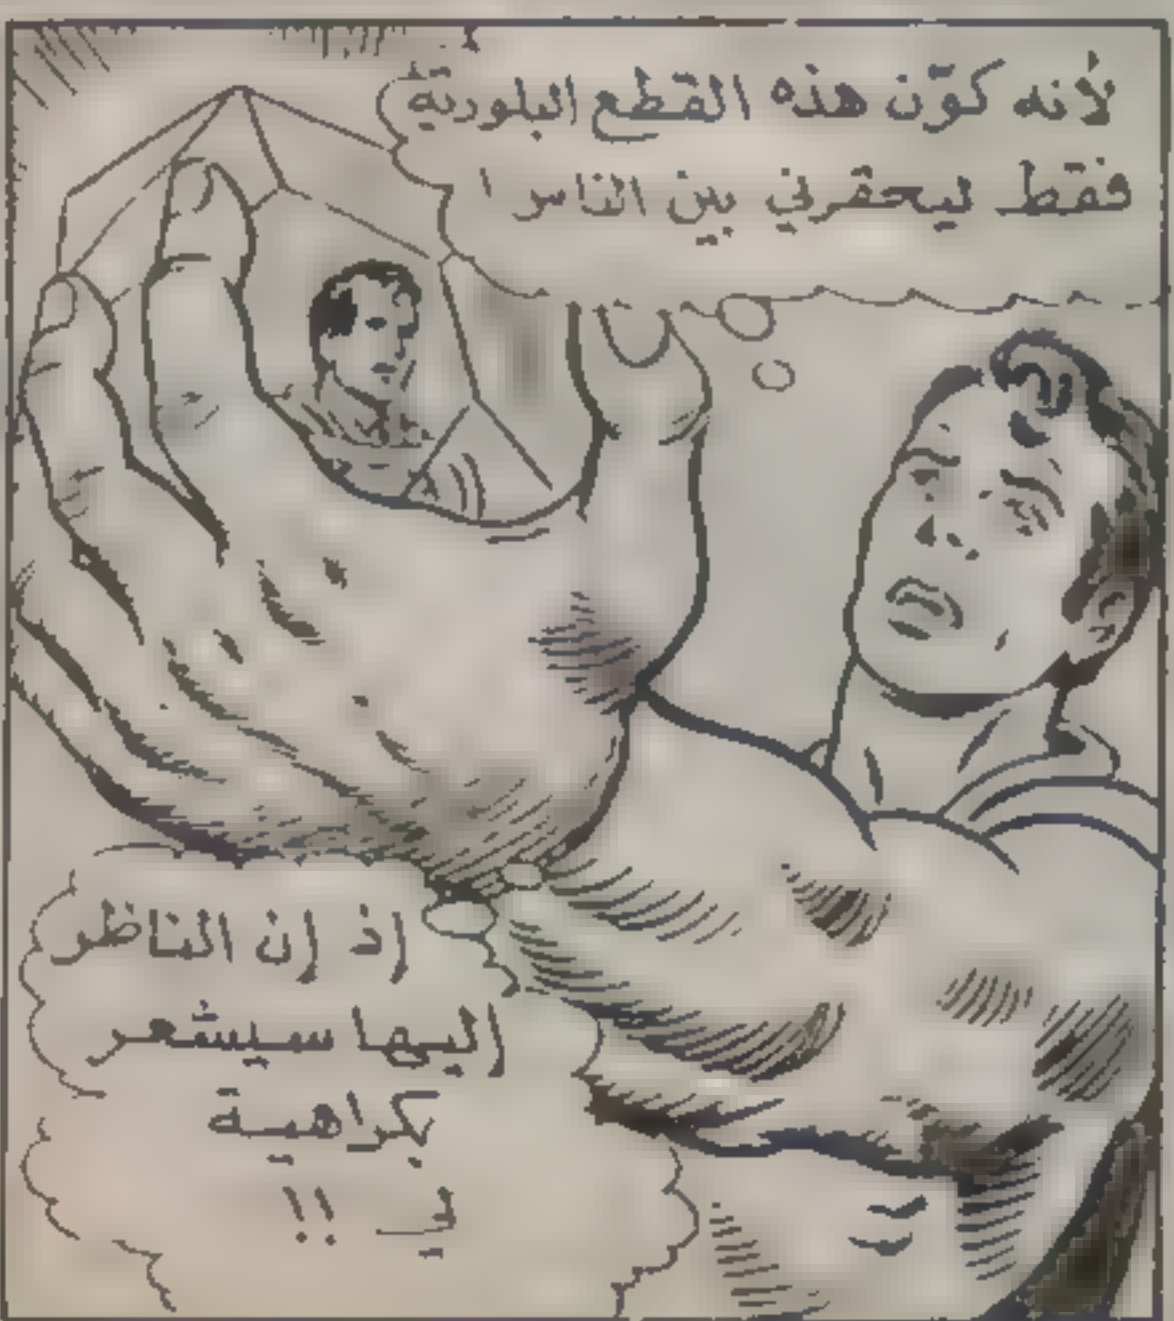 لأنه كوّن هذه القطع البلورية
فقط ليحقرني بين الناس !
إذ إن الناظر
إليها سيشعر
بكراهية
لي !!